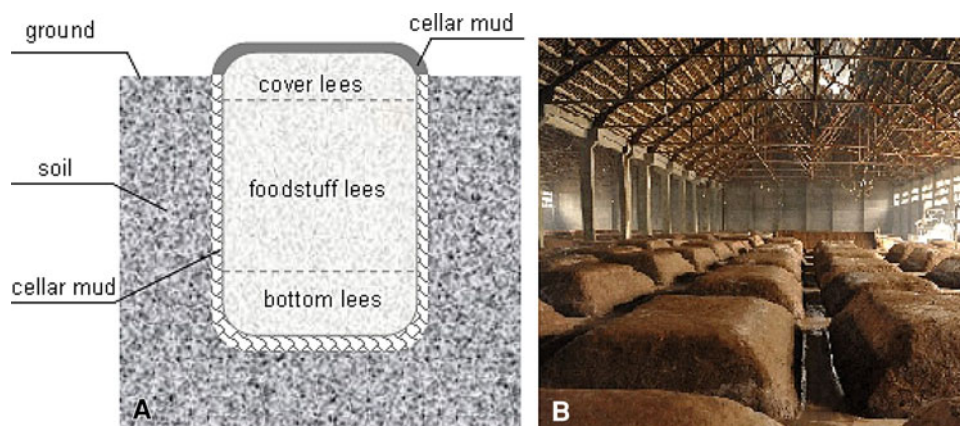 ground
cellar mud
cover lees
soil
foodstuff lees
cellar mud
bottom lees
A
B